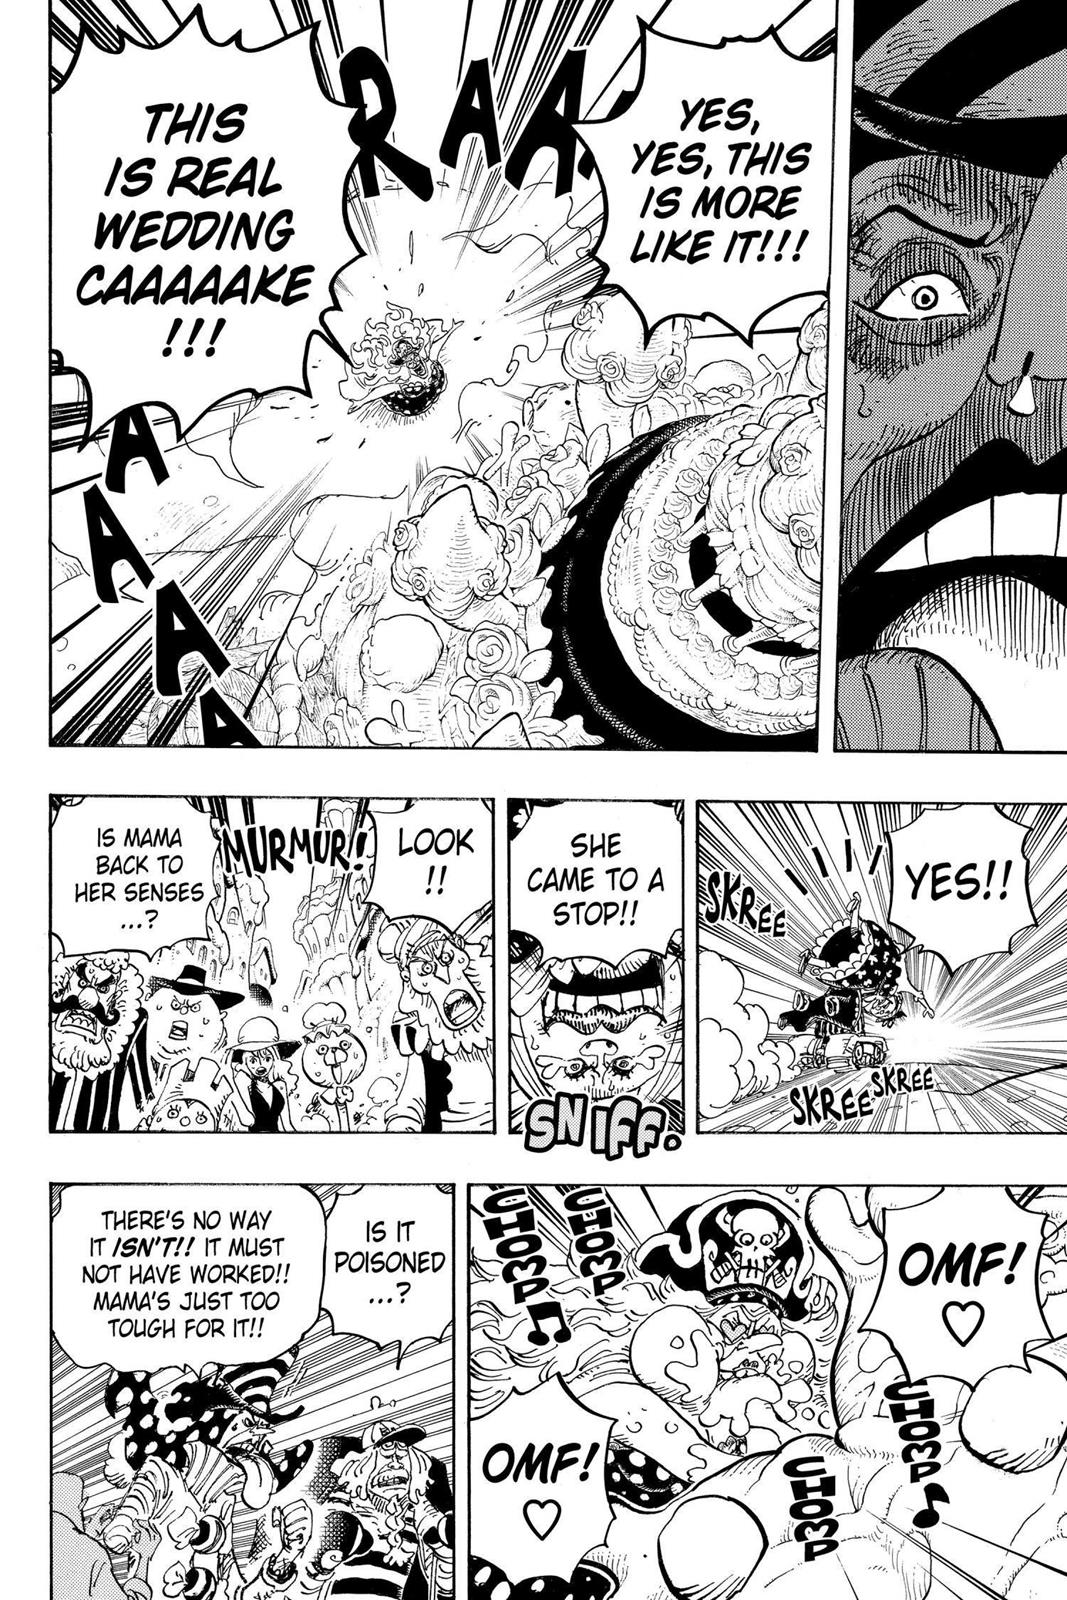 YES,
YES, THIS
IS MORE
LIKE IT!!!
RAAA
AAAAA
THIS
IS REAL
WEDDING
CAAAAAKE
!!!
YES!!
SKREE
SKREE
SKREE
SHE
CAME TO A
STOP!!
SNIFF.
LOOK
!!
MURMUR!!
IS MAMA
BACK TO
HER SENSES
...?
OMF!
♡
CHOMP
CHOMP♪
CHOMP♪
CHOMP
OMF!
♡
IS IT
POISONED
...?
THERE'S NO WAY
IT ISN'T!! IT MUST
NOT HAVE WORKED!!
MAMA'S JUST TOO
TOUGH FOR IT!!